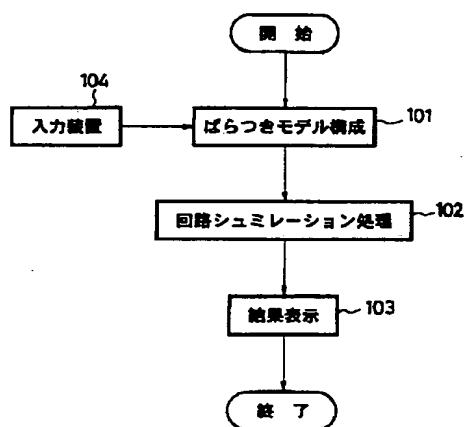 開 始
104
入力装置
ばらつきモデル構成
101
回路シュミレーション処理
102
結果表示
103
終 了